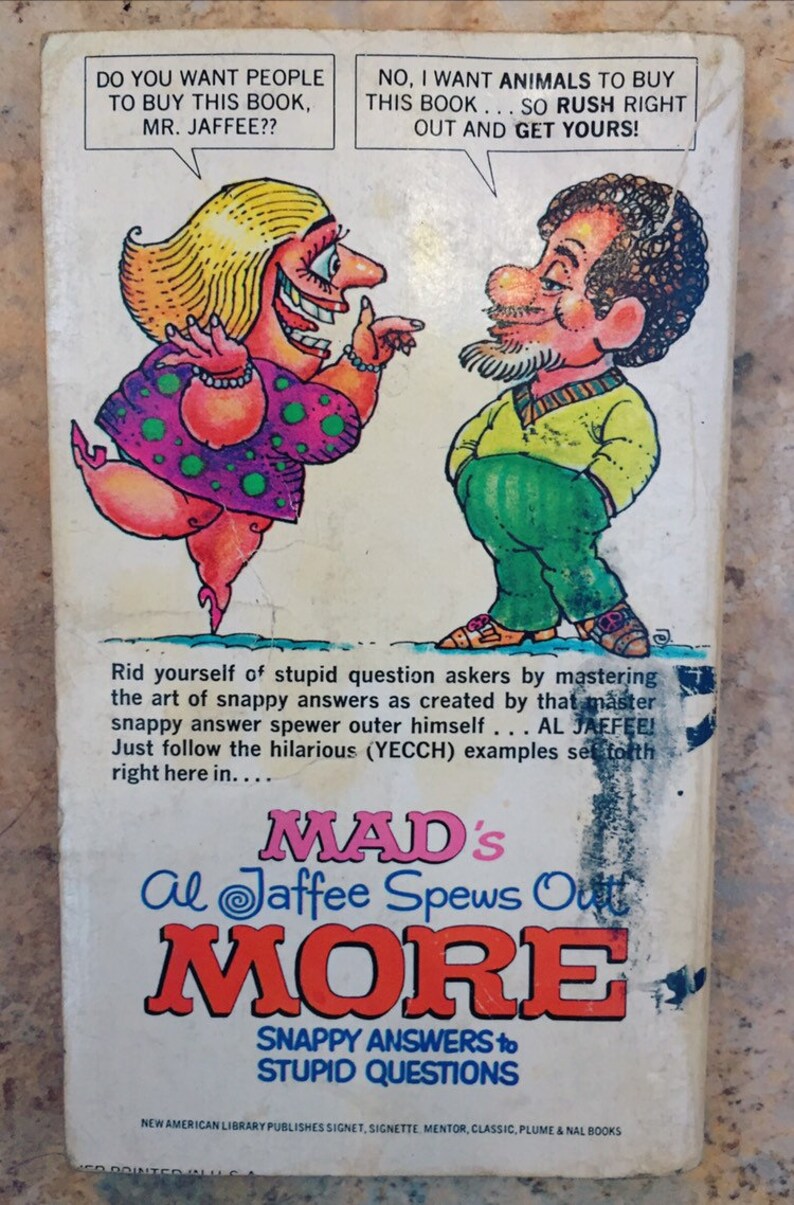 DO YOU WANT PEOPLE
TO BUY THIS BOOK,
MR. JAFFEE??
NO, I WANT ANIMALS TO BUY
THIS BOOK . . . SO RUSH RIGHT
OUT AND GET YOURS!
Rid yourself of stupid question askers by mastering
the art of snappy answers as created by that master
snappy answer spewer outer himself . . . AL JAFFEE!
Just follow the hilarious (YECCH) examples set forth
right here in. . . .
MAD's
Al Jaffee Spews Out
MORE
SNAPPY ANSWERS to
STUPID QUESTIONS
NEW AMERICAN LIBRARY PUBLISHES SIGNET, SIGNETTE, MENTOR, CLASSIC, PLUME & NAL BOOKS
PRINTED IN U.S.A.